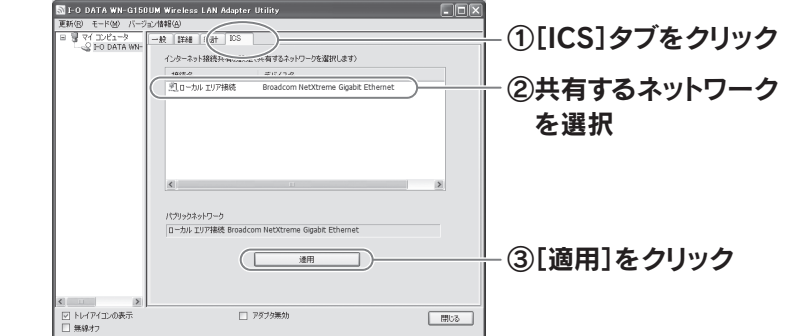 I-O DATA WN-G150UM Wireless LAN Adapter Utility
更新(R) モード(M) バージョン情報(A)
マイ コンピュータ
I-O DATA WN-
一般 詳細 計 ICS
①[ICS]タブをクリック
インターネット接続共有
共有するネットワークを選択します)
②共有するネットワークを選択
ローカル エリア接続 Broadcom NetXtreme Gigabit Ethernet
パブリックネットワーク
ローカル エリア接続 Broadcom NetXtreme Gigabit Ethernet
適用
③[適用]をクリック
トレイアイコンの表示 アダプタ無効 閉じる
無線オフ